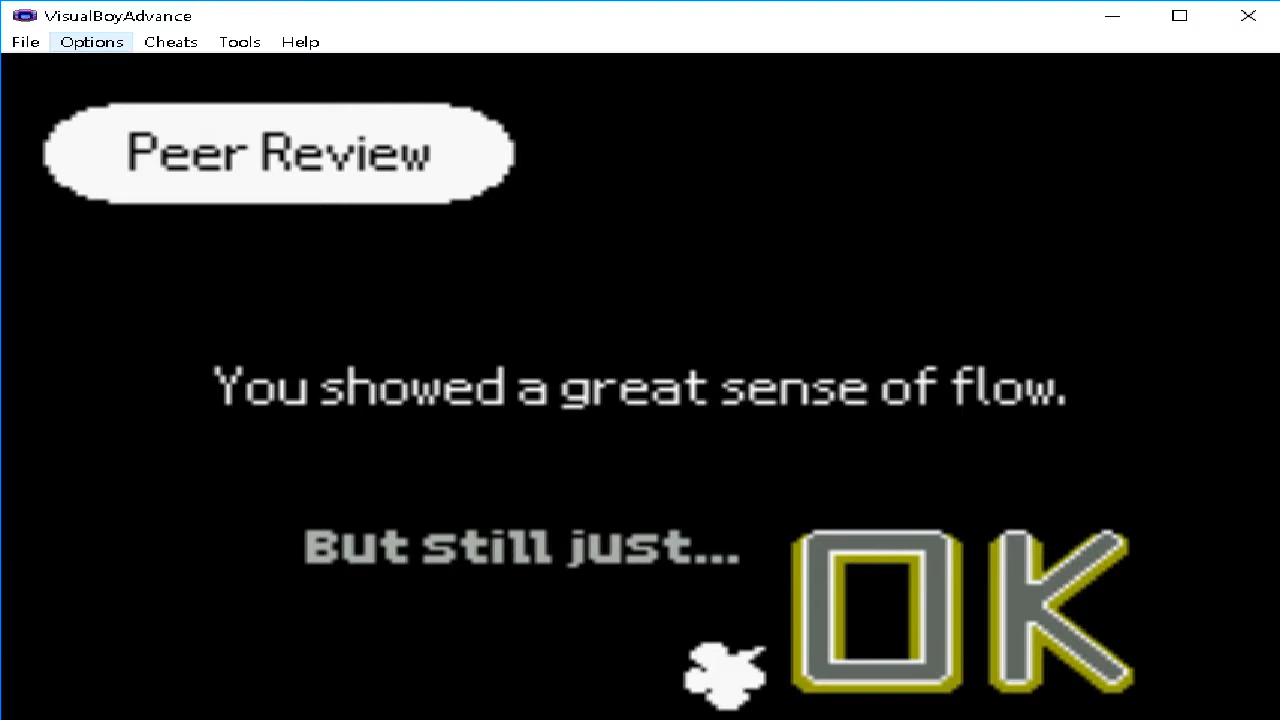 VisualBoyAdvance
File Options Cheats Tools Help
Peer Review
You showed a great sense of flow.
But still just... OK